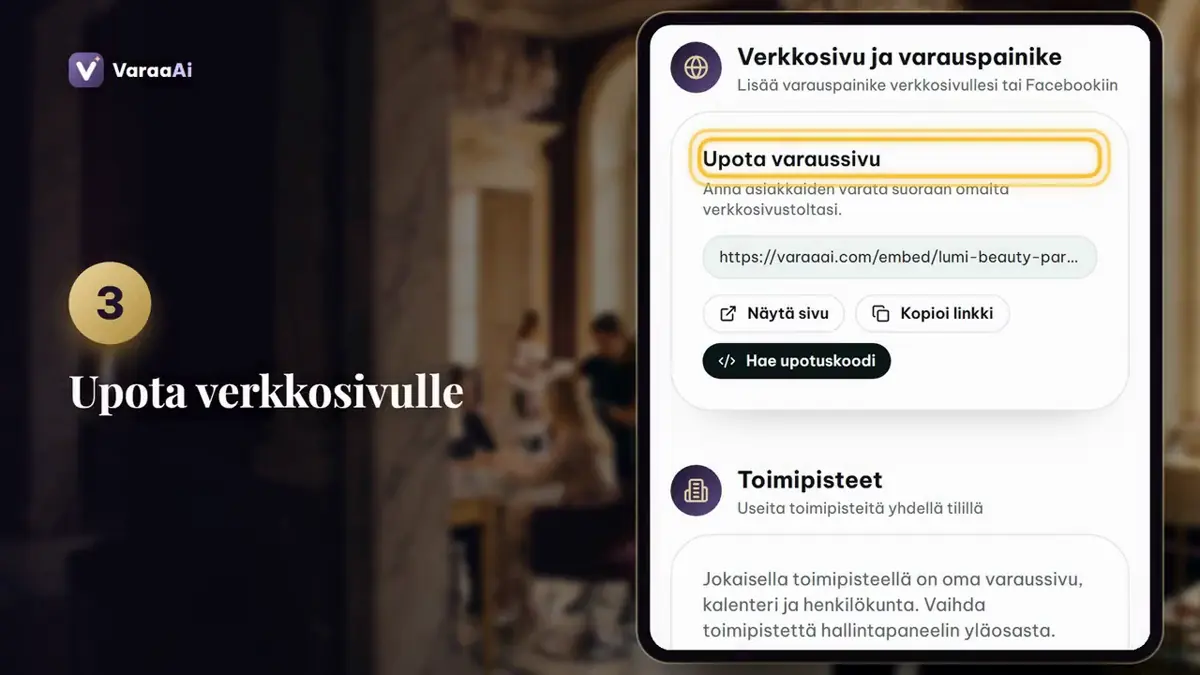 VaraaAi
3
Upota verkkosivulle
Verkkosivu ja varauspainike
Lisää varauspainike verkkosivullesi tai Facebookiin
Upota varaussivu
Anna asiakkaiden varata suoraan omalta
verkkosivustoltasi.
https://varaaai.com/embed/lumi-beauty-par...
Näytä sivu
Kopioi linkki
</> Hae upotuskoodi
Toimipisteet
Useita toimipisteitä yhdellä tilillä
Jokaisella toimipisteellä on oma varaussivu,
kalenteri ja henkilökunta. Vaihda
toimipistettä hallintapaneelin yläosasta.